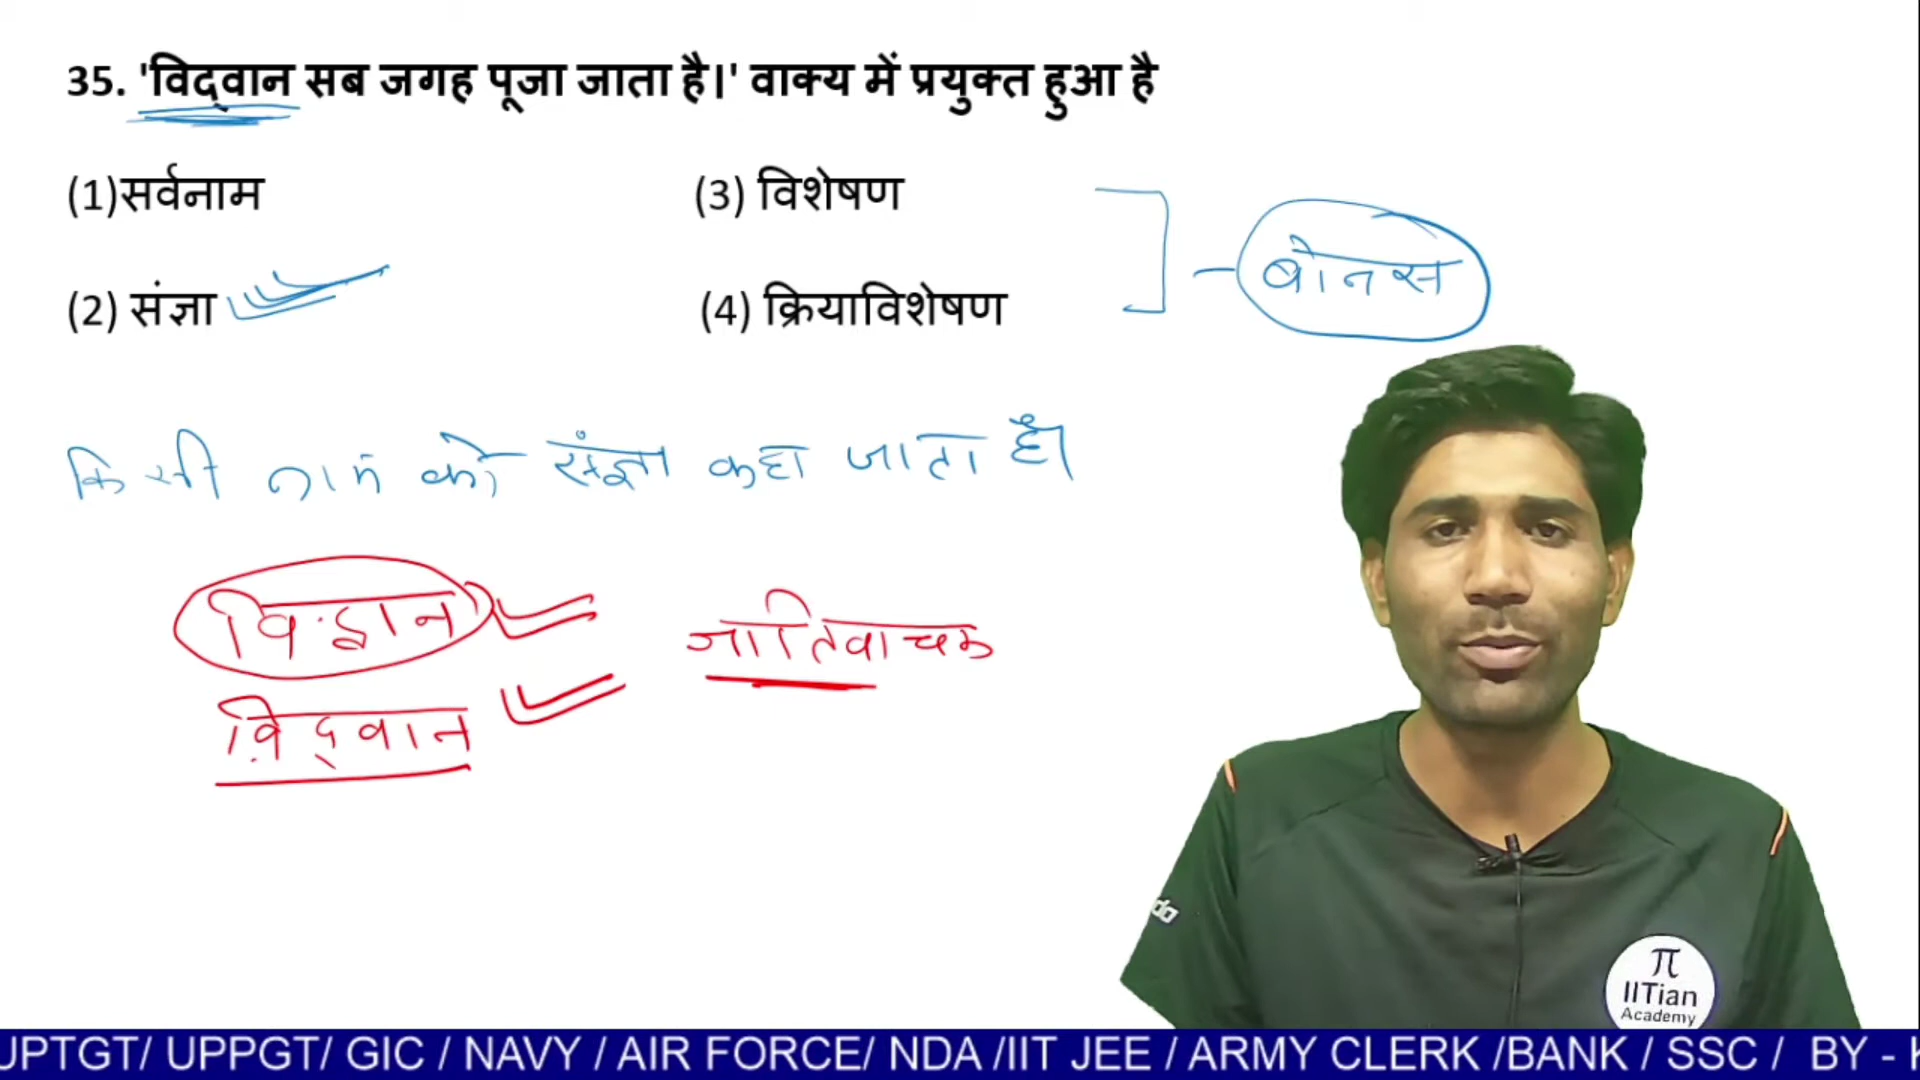 35. 'विद्‌वान सब जगह पूजा जाता है।' वाक्य में प्रयुक्त हुआ है
(1)सर्वनाम
(3) विशेषण
(2) संज्ञा
(4) क्रियाविशेषण
बोनस
किसी नाम को संज्ञा कहा जाता है।
विद्वान
जातिवाचक
विद्‌वान
do
π
IITian
Academy
UPTGT/ UPPGT/ GIC / NAVY / AIR FORCE/ NDA /IIT JEE / ARMY CLERK /BANK / SSC / BY -